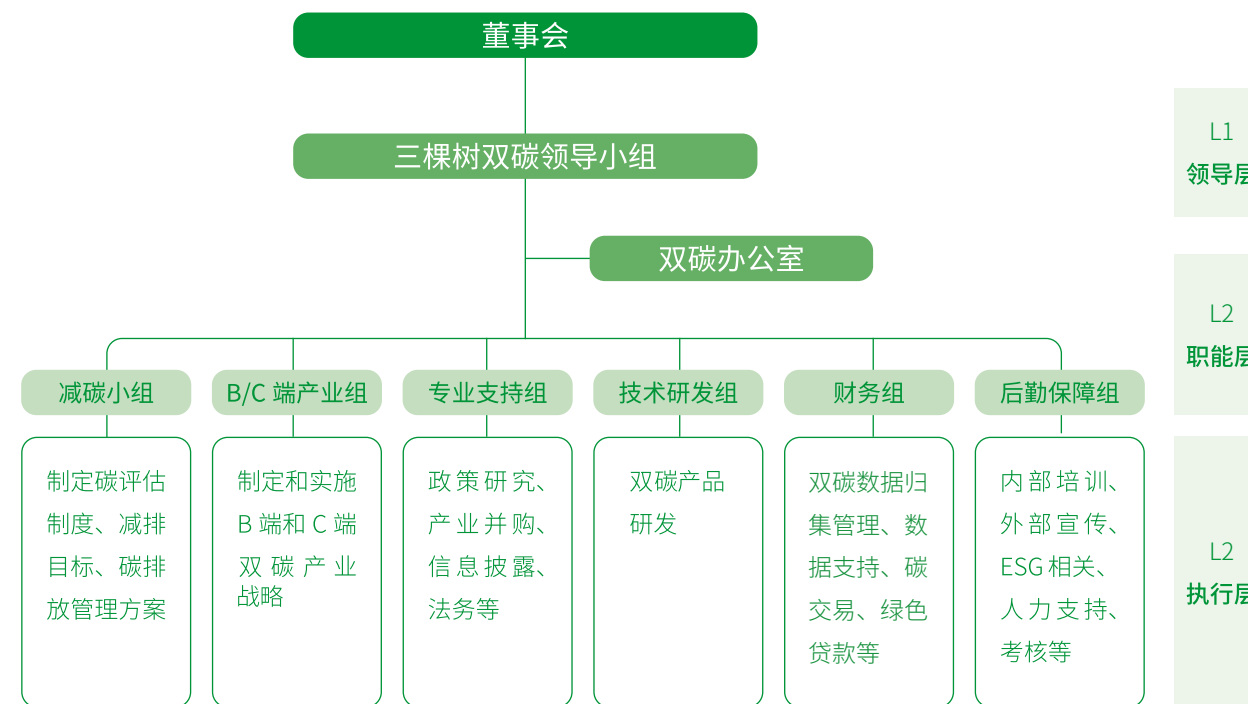 董事会
三棵树双碳领导小组
双碳办公室
减碳小组
B/C 端产业组
专业支持组
技术研发组
财务组
后勤保障组
制定碳评估
制度、减排
目标、碳排
放管理方案
制定和实施
B 端和 C 端
双碳产业
战略
政策研究、
产业并购、
信息披露、
法务等
双碳产品
研发
双碳数据归
集管理、数
据支持、碳
交易、绿色
贷款等
内部培训、
外部宣传、
ESG 相关、
人力支持、
考核等
L1
领导层
L2
职能层
L2
执行层